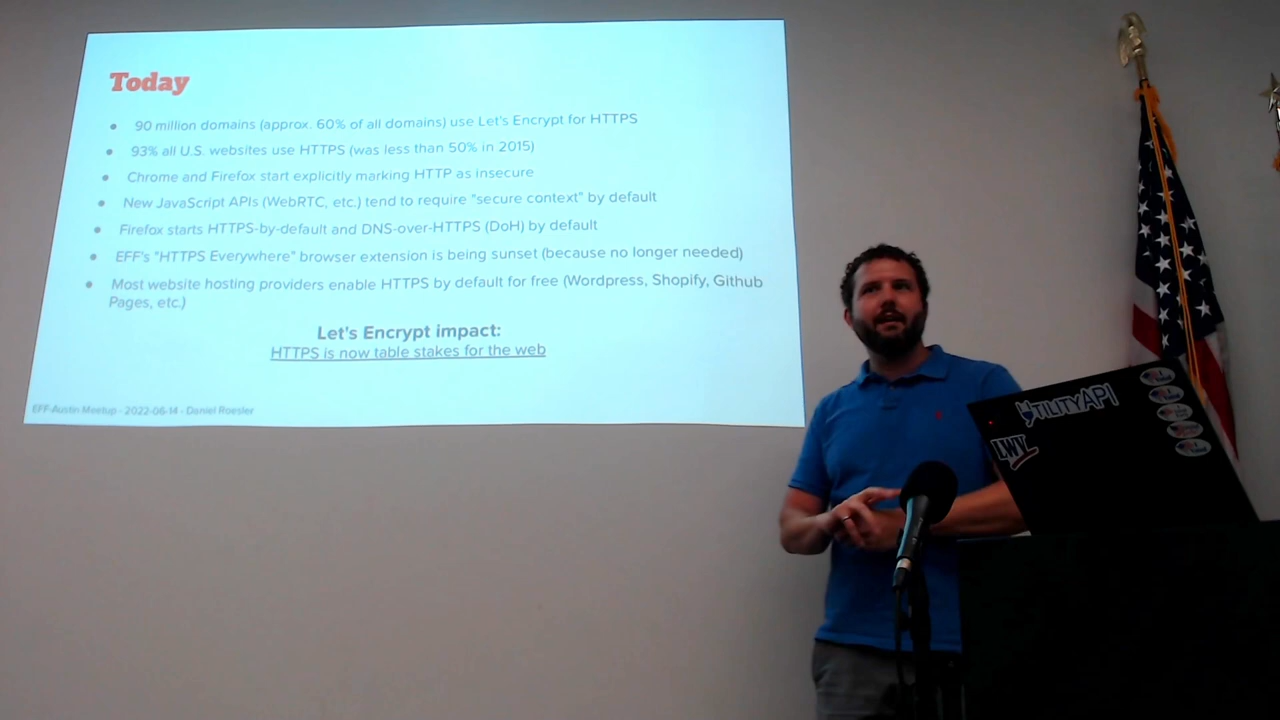 Today
90 million domains (approx. 60% of all domains) use Let's Encrypt for HTTPS
93% all U.S. websites use HTTPS (was less than 50% in 2015)
Chrome and Firefox start explicitly marking HTTP as insecure
New JavaScript APIs (WebRTC, etc.) tend to require "secure context" by default
Firefox starts HTTPS-by-default and DNS-over-HTTPS (DoH) by default
EFF's "HTTPS Everywhere" browser extension is being sunset (because no longer needed)
Most website hosting providers enable HTTPS by default for free (Wordpress, Shopify, Github
Pages, etc.)
Let's Encrypt impact:
HTTPS is now table stakes for the web
EFF-Austin Meetup - 2022-06-14 - Daniel Roesler
UTILITYAPI
LWV